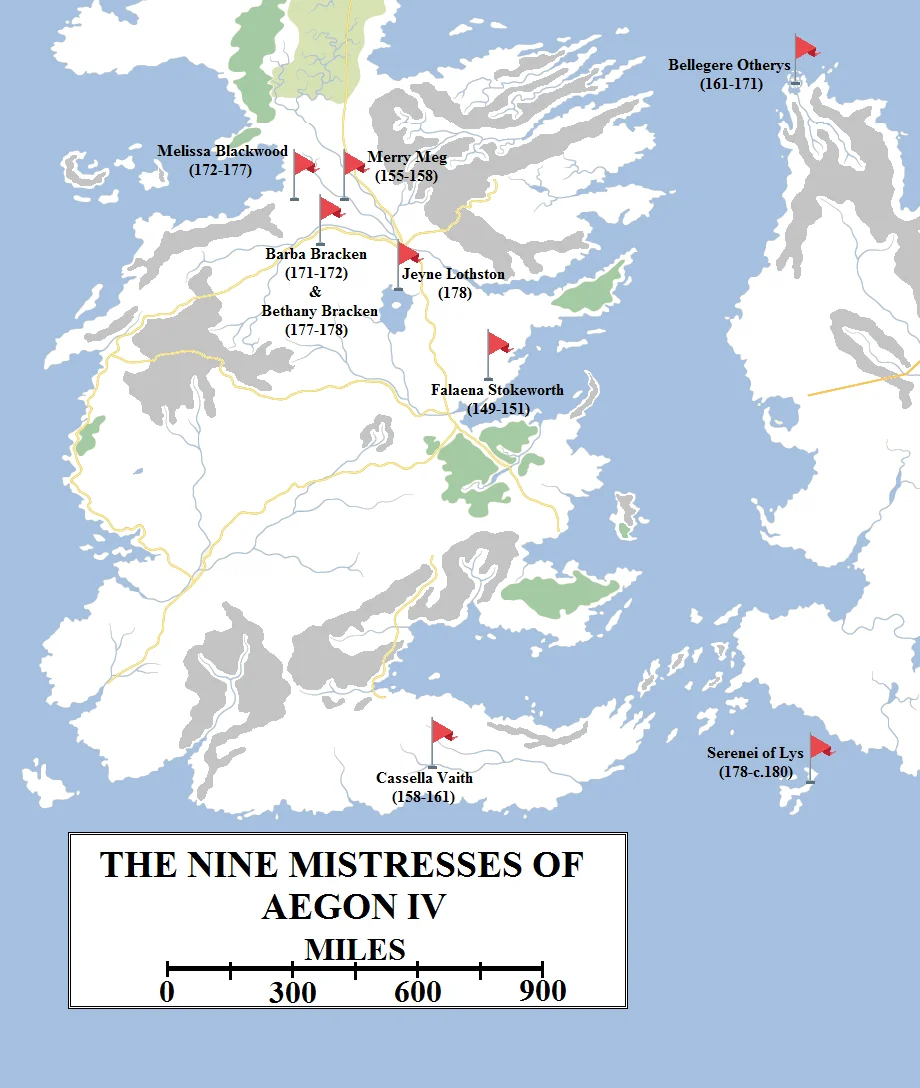 Bellegere Otherys
(161-171)
Melissa Blackwood
(172-177)
Merry Meg
(155-158)
Barba Bracken
(171-172)
&
Bethany Bracken
(177-178)
Jeyne Lothston
(178)
Falaena Stokeworth
(149-151)
Cassella Vaith
(158-161)
Serenei of Lys
(178-c.180)
THE NINE MISTRESSES OF
AEGON IV
MILES
0 300 600 900